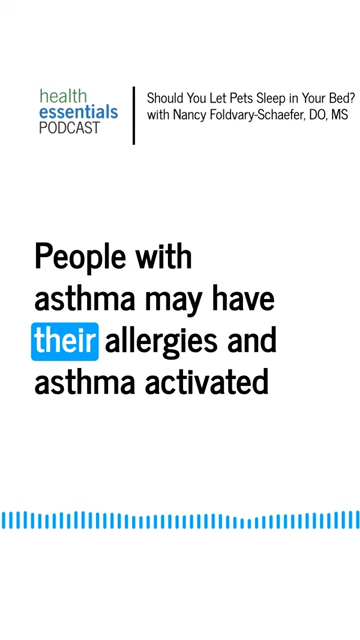 health
essentials
PODCAST
Should You Let Pets Sleep in Your Bed?
with Nancy Foldvary-Schaefer, DO, MS
People with
asthma may have
their allergies and
asthma activated